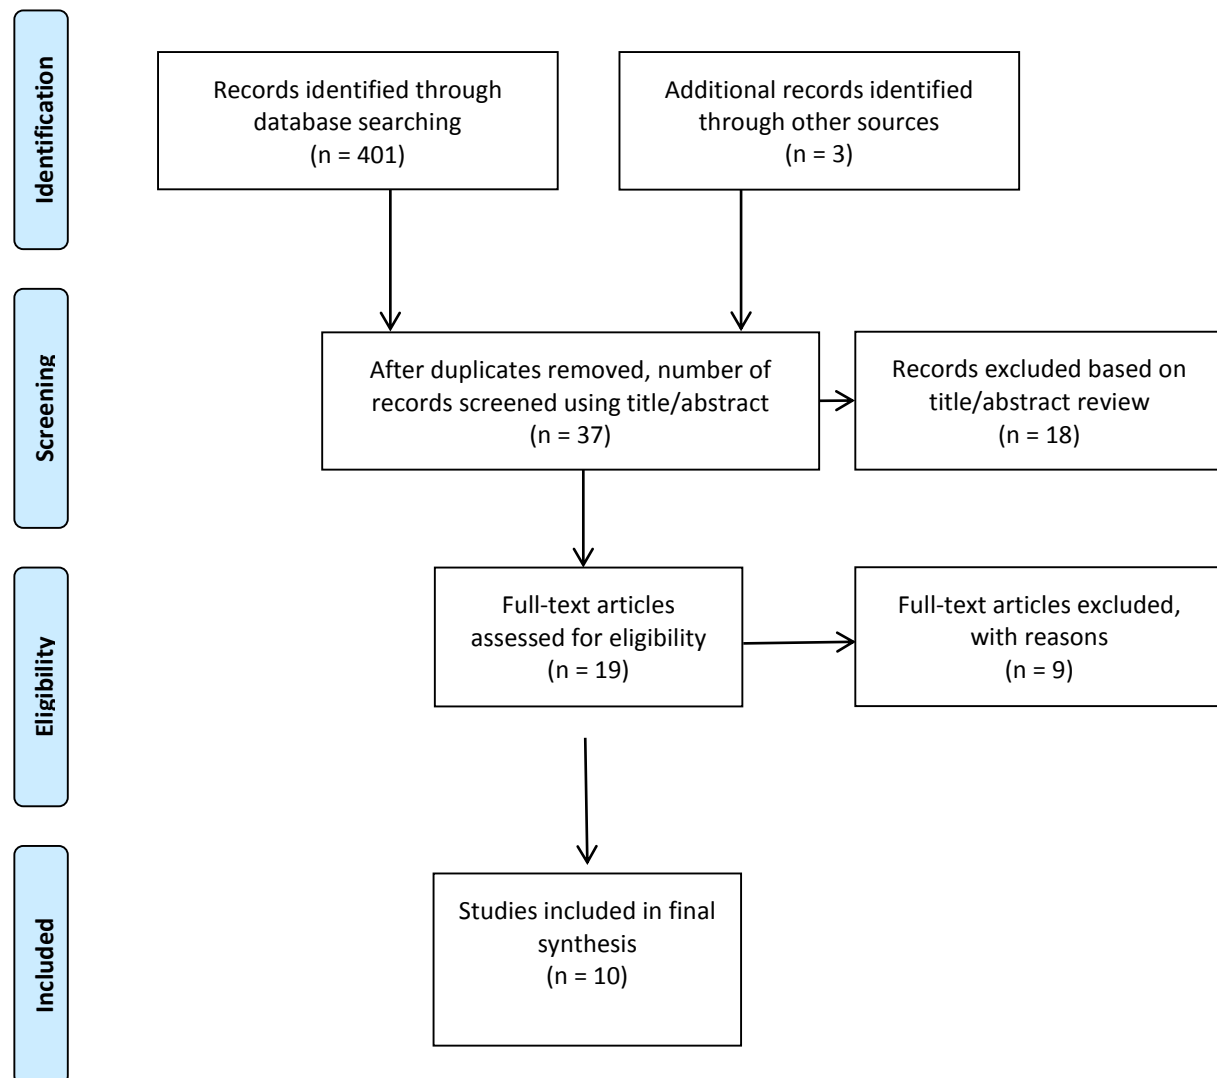 Identification
Records identified through
database searching
(n = 401)
Additional records identified
through other sources
(n = 3)
Screening
After duplicates removed, number of
records screened using title/abstract
(n = 37)
Records excluded based on
title/abstract review
(n = 18)
Eligibility
Full-text articles
assessed for eligibility
(n = 19)
Full-text articles excluded,
with reasons
(n = 9)
Included
Studies included in final
synthesis
(n = 10)